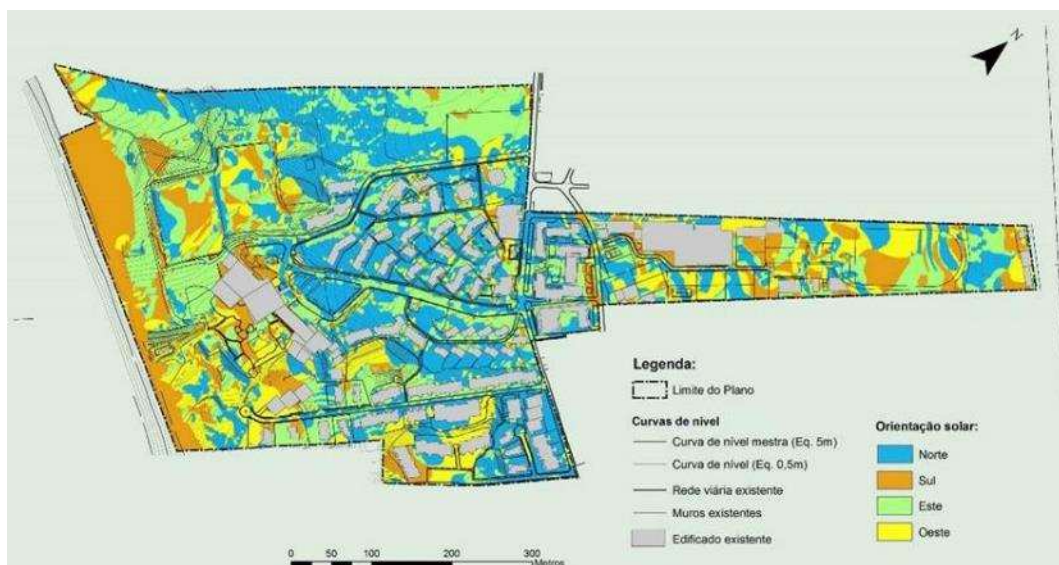 N
Legenda:
Limite do Plano
Curvas de nível
Curva de nível mestra (Eq. 5m)
Curva de nível (Eq. 0,5m)
Rede viária existente
Muros existentes
Edificado existente
Orientação solar:
Norte
Sul
Este
Oeste
0 50 100 200 300
Metros